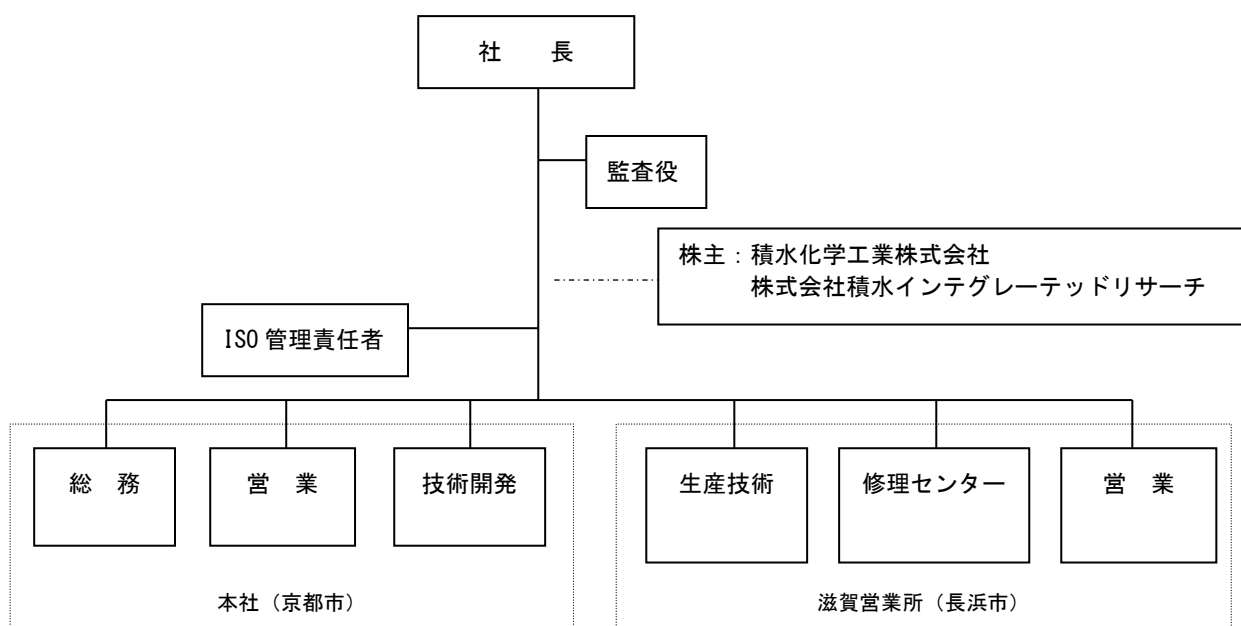 社　　長
監査役
株主：積水化学工業株式会社
株式会社積水インテグレーテッドリサーチ
ISO 管理責任者
総　務
営　業
技術開発
生産技術
修理センター
営　業
本社（京都市）
滋賀営業所（長浜市）